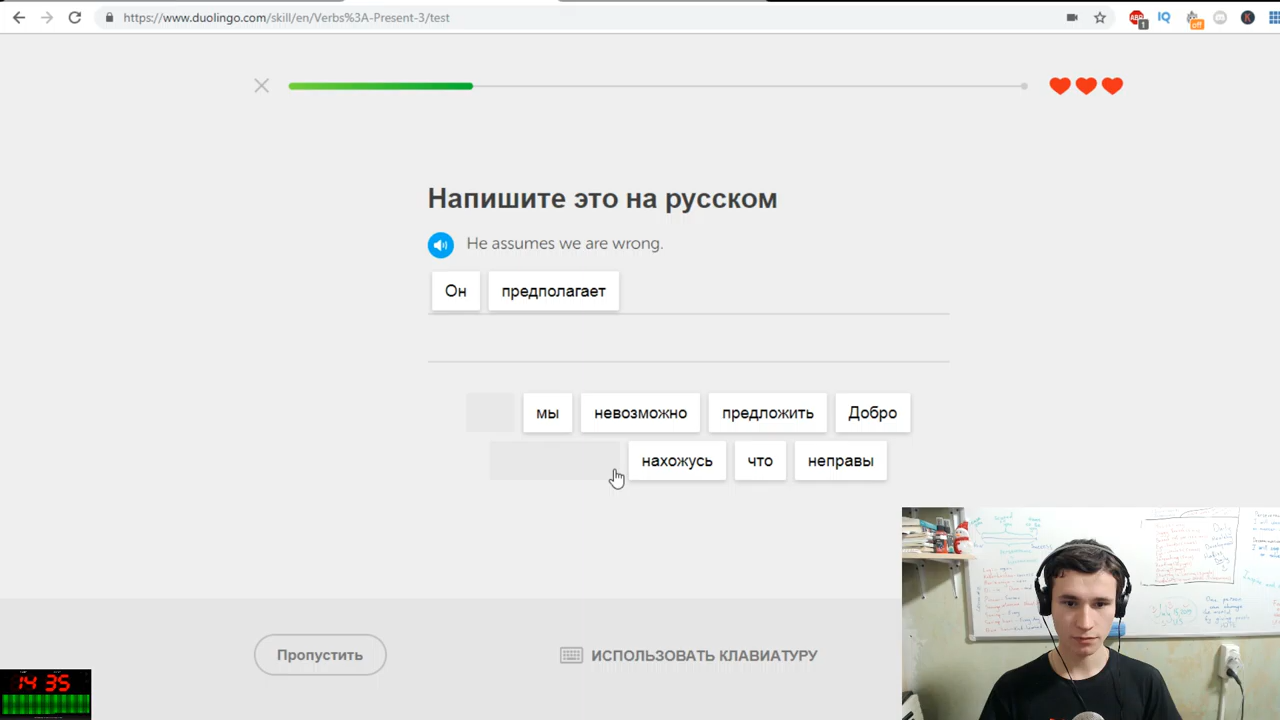 https://www.duolingo.com/skill/en/Verbs%3A-Present-3/test
Напишите это на русском
He assumes we are wrong.
Он предполагает
мы невозможно предложить Добро
нахожусь что неправы
Пропустить
ИСПОЛЬЗОВАТЬ КЛАВИАТУРУ
14 35